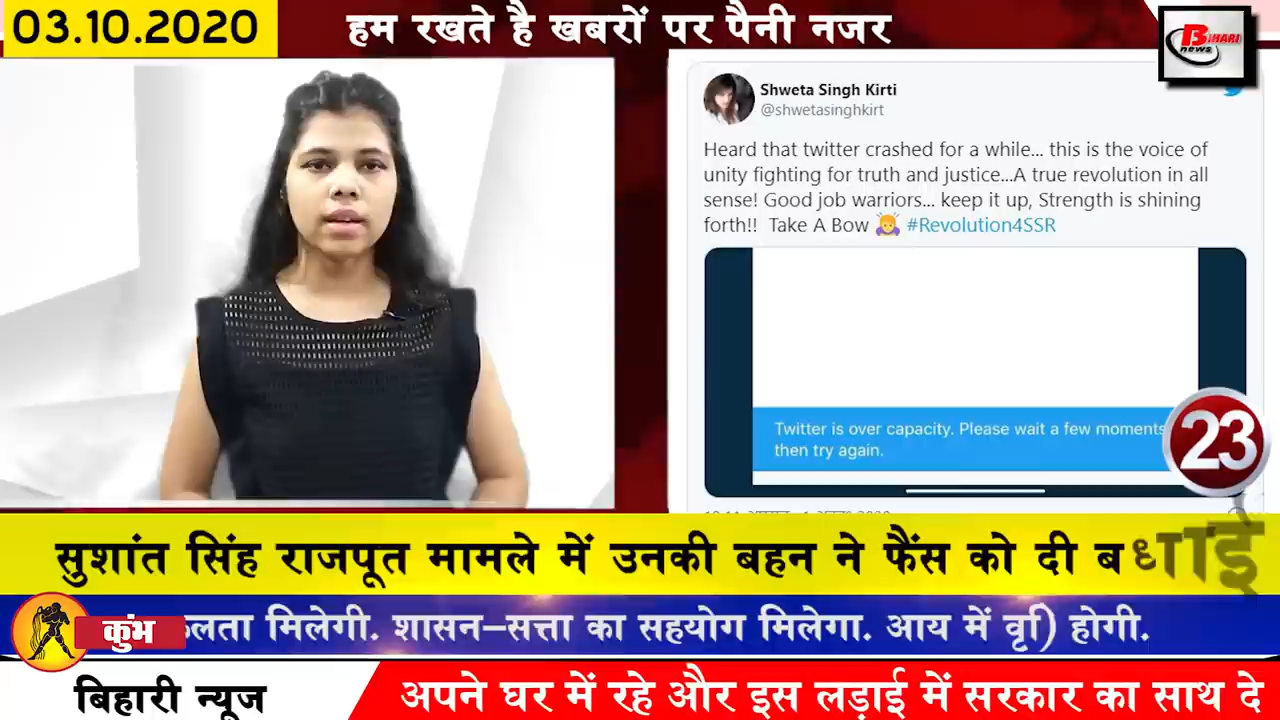 03.10.2020
हम रखते है खबरों पर पैनी नजर
BIHARI
news
Shweta Singh Kirti
@shwetasinghkirt
Heard that twitter crashed for a while... this is the voice of
unity fighting for truth and justice...A true revolution in all
sense! Good job warriors... keep it up, Strength is shining
forth!! Take A Bow 🙇‍♀️ #Revolution4SSR
Twitter is over capacity. Please wait a few moments
then try again.
23
सुशांत सिंह राजपूत मामले में उनकी बहन ने फैंस को दी बधाई
कुंभ
मिलेगी. शासन–सत्ता का सहयोग मिलेगा. आय में वृ​ि) होगी.
बिहारी न्यूज
अपने घर में रहे और इस लड़ाई में सरकार का साथ दे